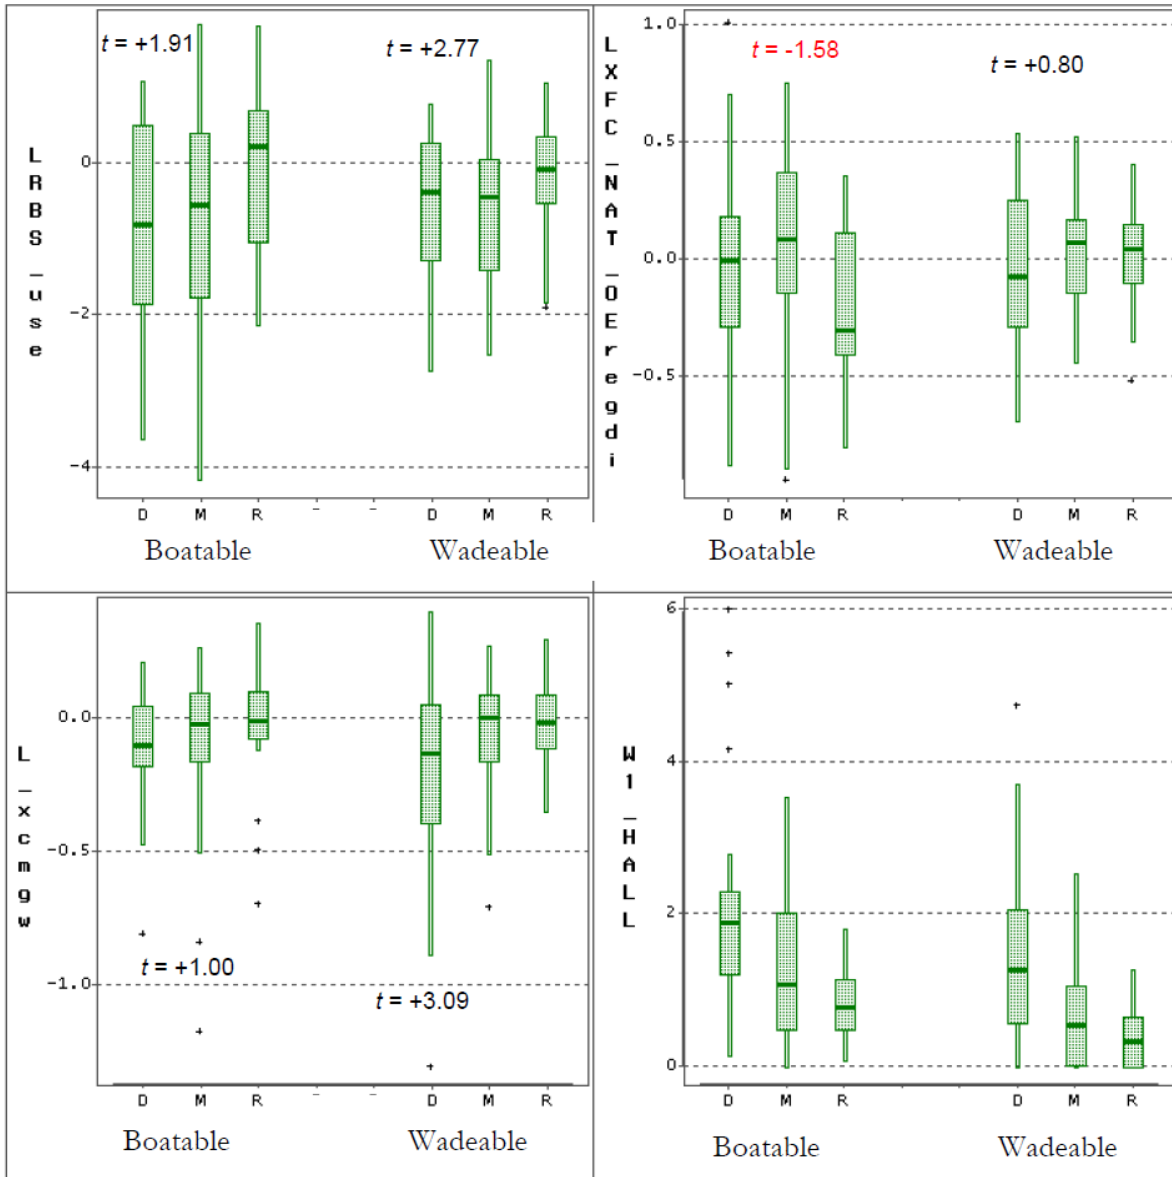 t = +1.91
t = +2.77
LRBS_use
0
-2
-4
D M R - - D M R
Boatable Wadeable
t = -1.58
t = +0.80
LXFC_NAT_OEregdi
1.0
0.5
0.0
-0.5
D M R D M R
Boatable Wadeable
L_xcmgw
0.0
-0.5
-1.0
t = +1.00
t = +3.09
D M R - - D M R
Boatable Wadeable
W1_HALL
6
4
2
0
D M R D M R
Boatable Wadeable